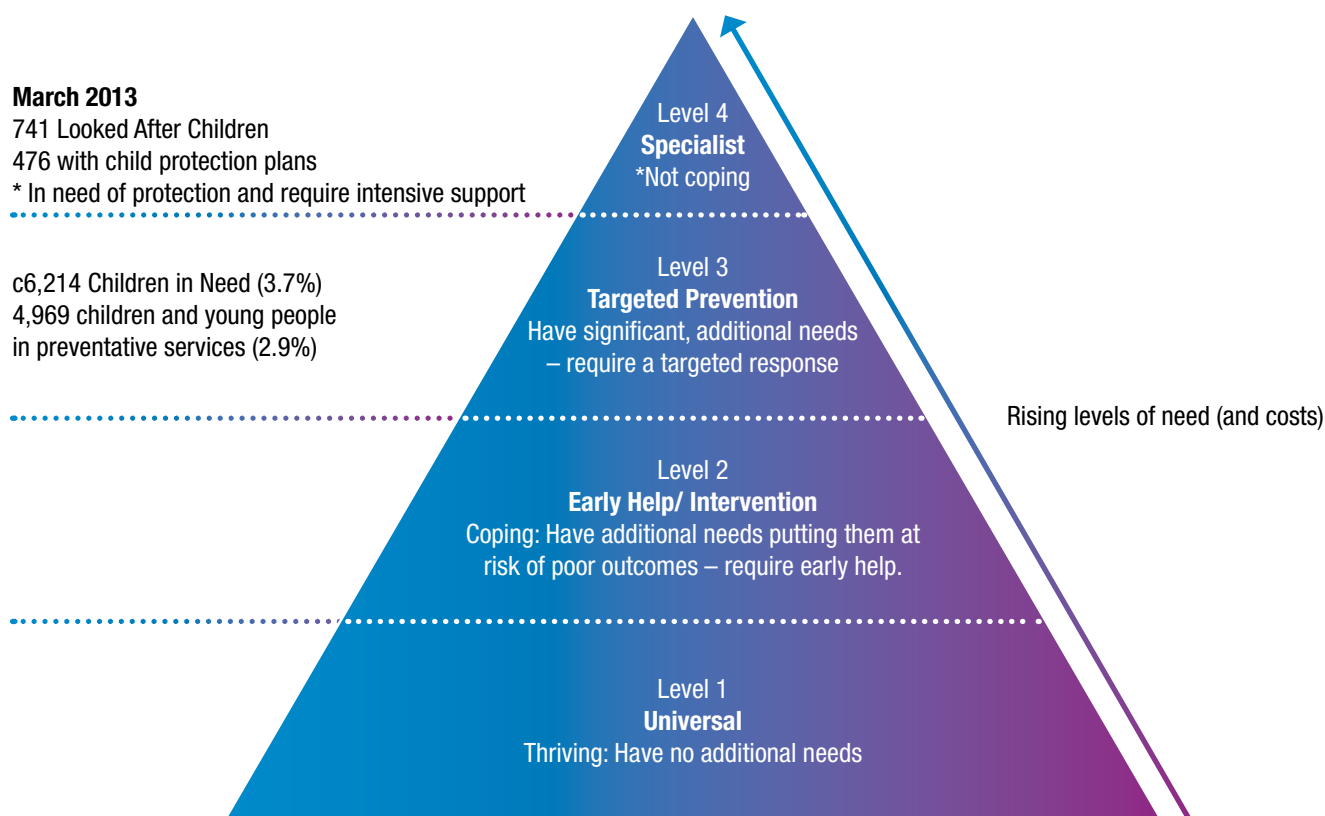 March 2013
741 Looked After Children
476 with child protection plans
* In need of protection and require intensive support
c6,214 Children in Need (3.7%)
4,969 children and young people
in preventative services (2.9%)
Level 4
Specialist
*Not coping
Level 3
Targeted Prevention
Have significant, additional needs
– require a targeted response
Level 2
Early Help/ Intervention
Coping: Have additional needs putting them at
risk of poor outcomes – require early help.
Level 1
Universal
Thriving: Have no additional needs
Rising levels of need (and costs)